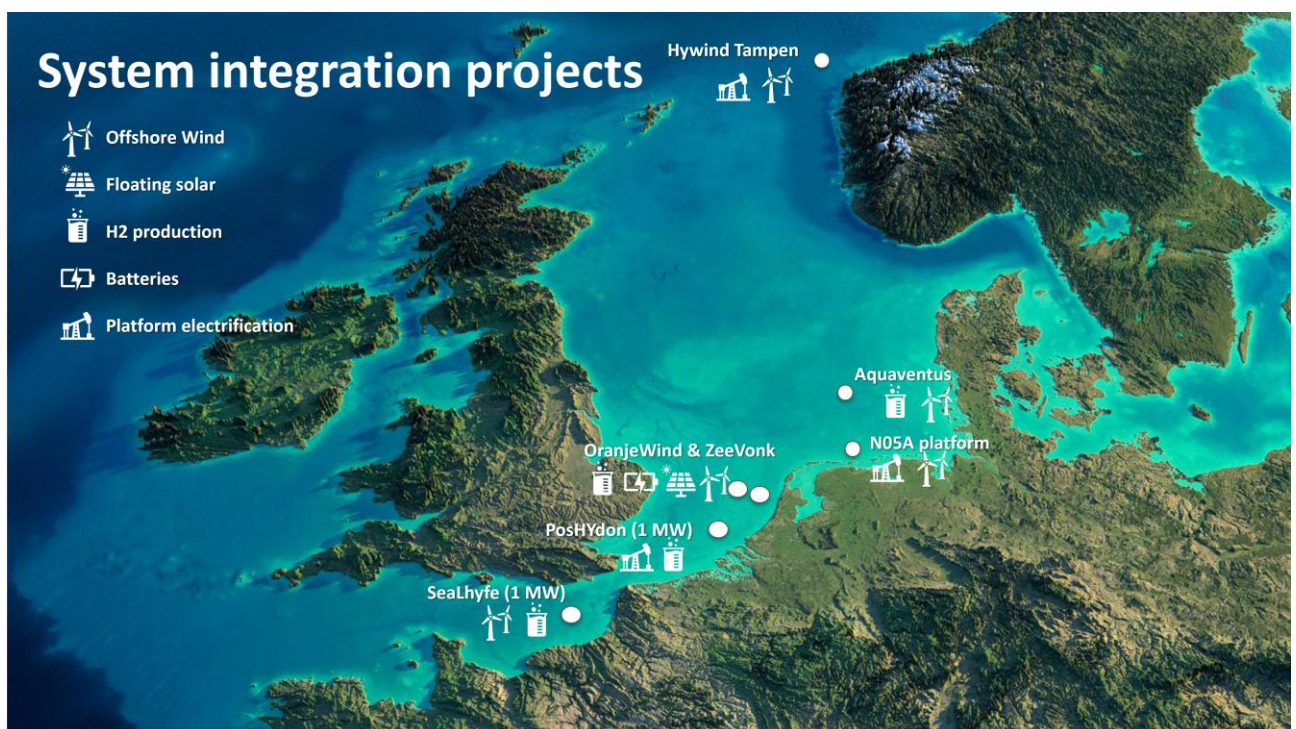 System integration projects
Offshore Wind
Floating solar
H2 production
Batteries
Platform electrification
Hywind Tampen
Aquaventus
N05A platform
OranjeWind & ZeeVonk
PosHYdon (1 MW)
SeaLhyfe (1 MW)